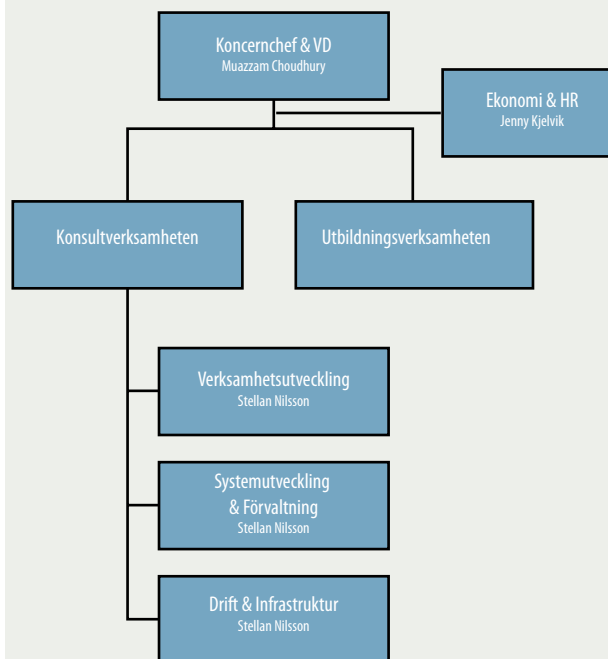 Koncernchef & VD
Muazzam Choudhury
Ekonomi & HR
Jenny Kjelvik
Konsultverksamheten
Utbildningsverksamheten
Verksamhetsutveckling
Stellan Nilsson
Systemutveckling
& Förvaltning
Stellan Nilsson
Drift & Infrastruktur
Stellan Nilsson